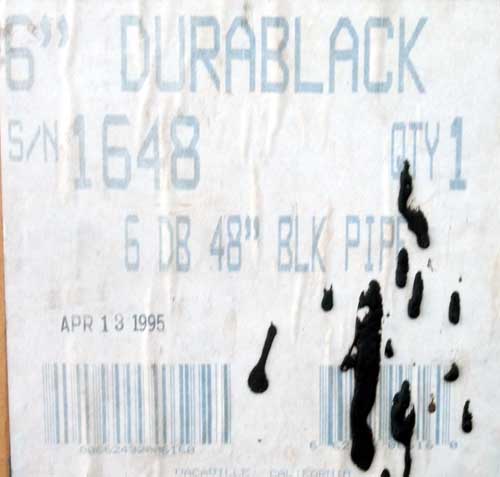 6" DURABLACK
S/N 1648 QTY 1
6 DB 48" BLK PIPE
APR 13 1995
VACAVILLE CALIFORNIA